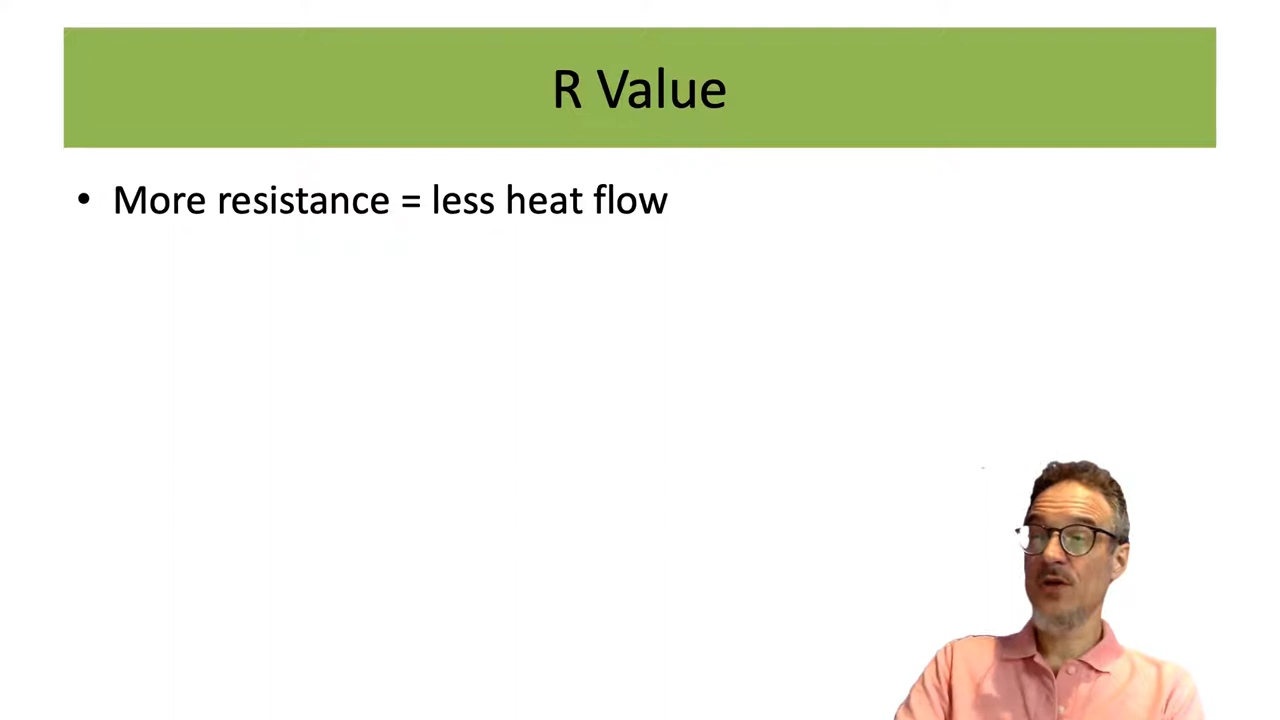 R Value
• More resistance = less heat flow